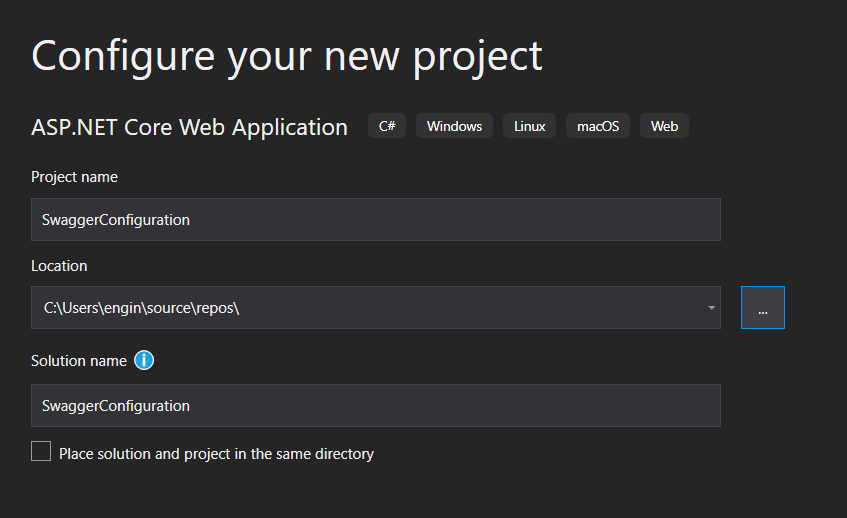 Configure your new project
ASP.NET Core Web Application C# Windows Linux macOS Web
Project name
SwaggerConfiguration
Location
C:\Users\engin\source\repos\
...
Solution name
SwaggerConfiguration
Place solution and project in the same directory